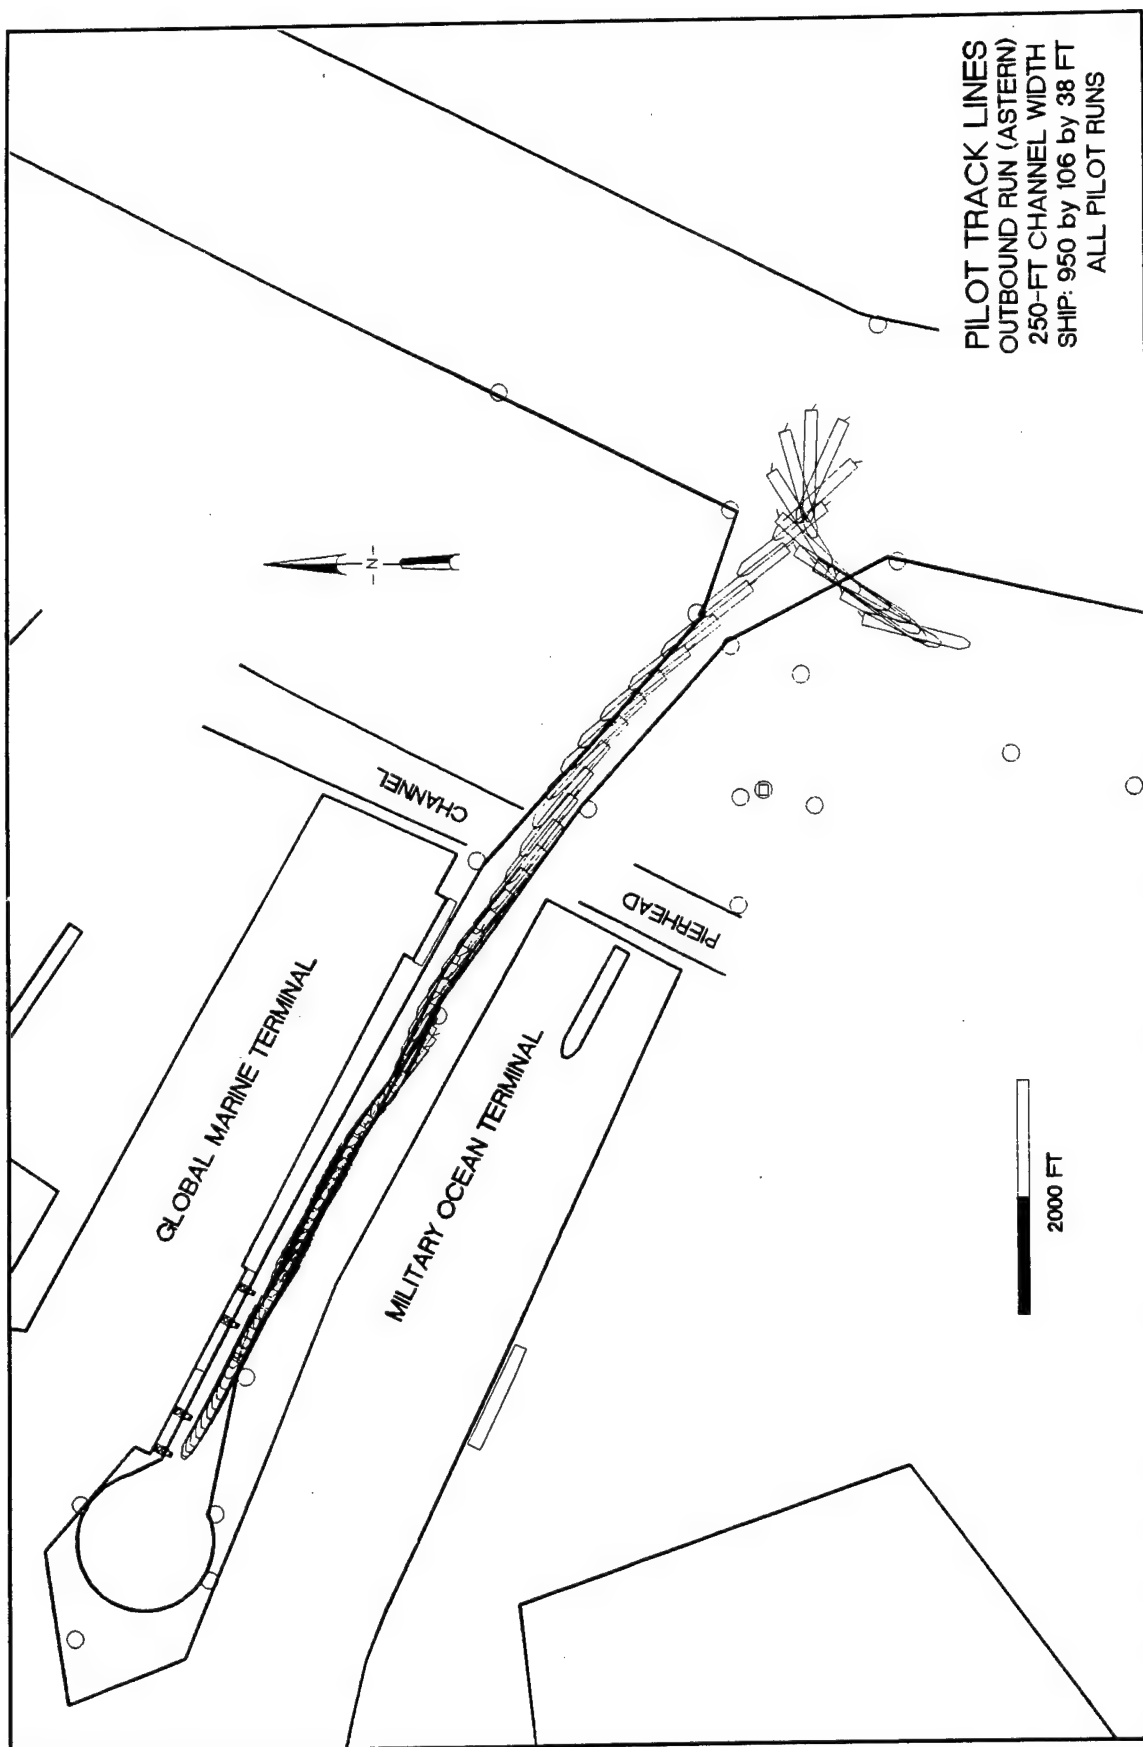 PILOT TRACK LINES
OUTBOUND RUN (ASTERN)
250-FT CHANNEL WIDTH
SHIP: 950 by 106 by 38 FT
ALL PILOT RUNS
-N-
CHANNEL
PIERHEAD
GLOBAL MARINE TERMINAL
MILITARY OCEAN TERMINAL
2000 FT